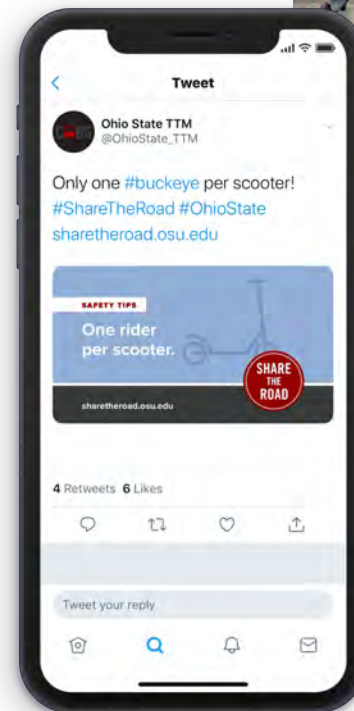 Tweet
Ohio State TTM
@OhioState_TTM
Only one #buckeye per scooter!
#ShareTheRoad #OhioState
sharetheroad.osu.edu
SAFETY TIPS
One rider
per scooter.
SHARE
THE
ROAD
sharetheroad.osu.edu
4 Retweets 6 Likes
Tweet your reply